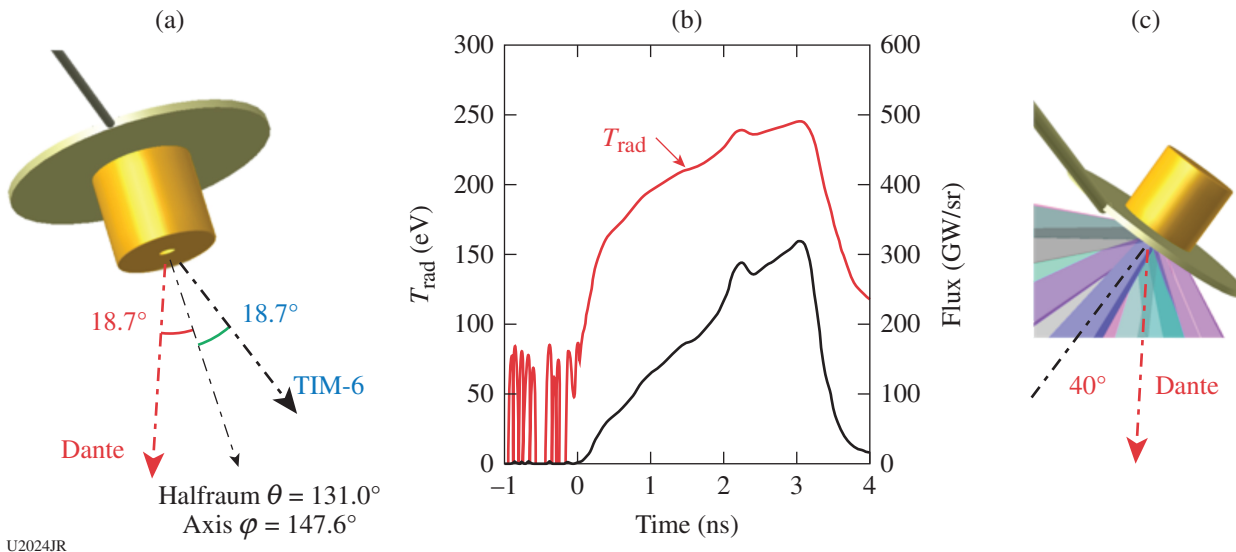 (a)
(b)
(c)
18.7°
18.7°
TIM-6
Dante
Halfraum θ = 131.0°
Axis φ = 147.6°
300
250
200
150
100
50
0
T_rad (eV)
T_rad
600
500
400
300
200
100
0
Flux (GW/sr)
–1
0
1
2
3
4
Time (ns)
40°
Dante
U2024JR